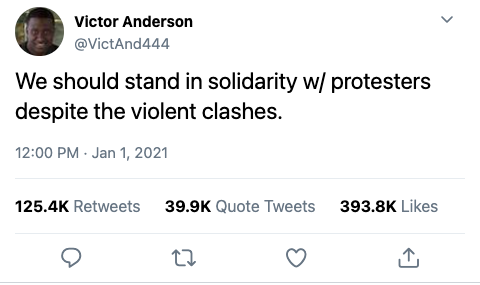 Victor Anderson
@VictAnd444
We should stand in solidarity w/ protesters
despite the violent clashes.
12:00 PM · Jan 1, 2021
125.4K Retweets 39.9K Quote Tweets 393.8K Likes